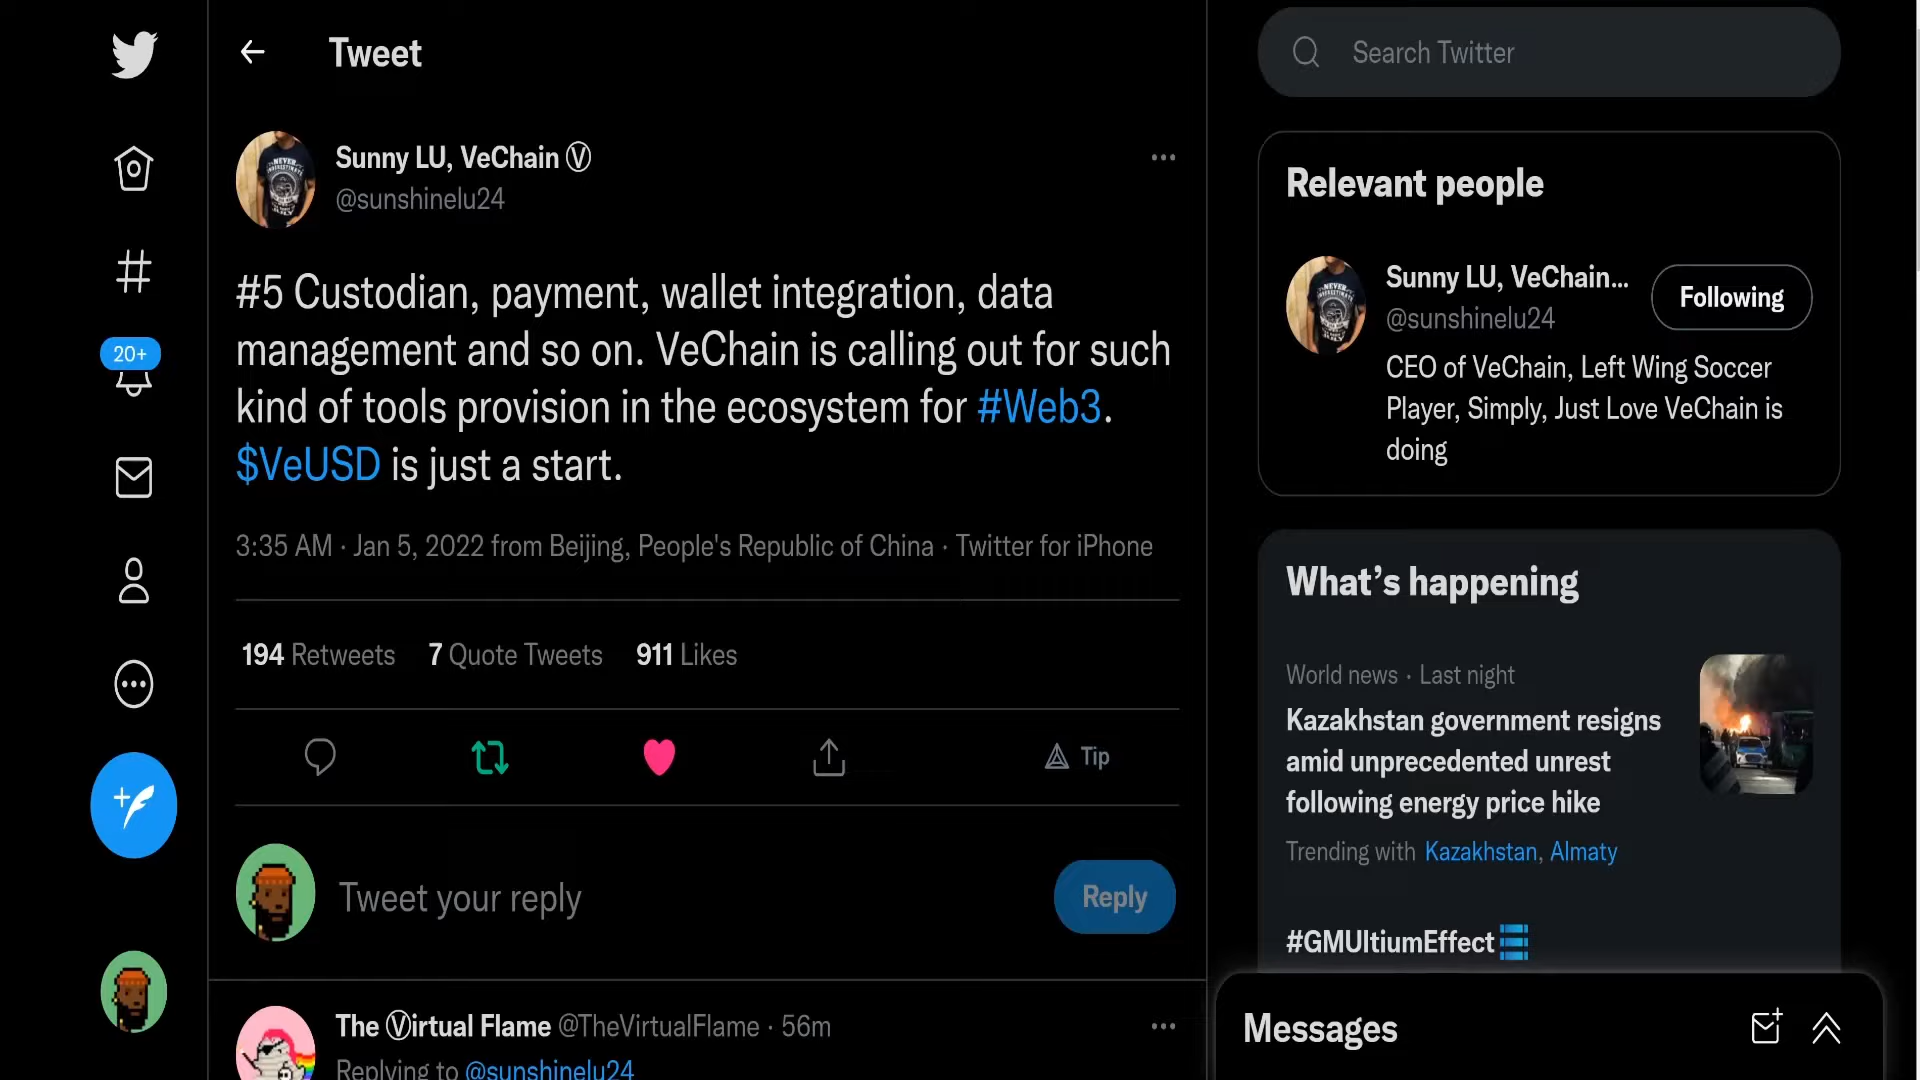 Tweet
Search Twitter
Sunny LU, VeChain Ⓥ
@sunshinelu24
#5 Custodian, payment, wallet integration, data
management and so on. VeChain is calling out for such
kind of tools provision in the ecosystem for #Web3.
$VeUSD is just a start.
3:35 AM · Jan 5, 2022 from Beijing, People's Republic of China · Twitter for iPhone
194 Retweets 7 Quote Tweets 911 Likes
Tip
Tweet your reply
Reply
The Ⓥirtual Flame @TheVirtualFlame · 56m
Replying to @sunshinelu24
20+
Relevant people
Sunny LU, VeChain...
@sunshinelu24
Following
CEO of VeChain, Left Wing Soccer
Player, Simply, Just Love VeChain is
doing
What's happening
World news · Last night
Kazakhstan government resigns
amid unprecedented unrest
following energy price hike
Trending with Kazakhstan, Almaty
#GMUltiumEffect
Messages